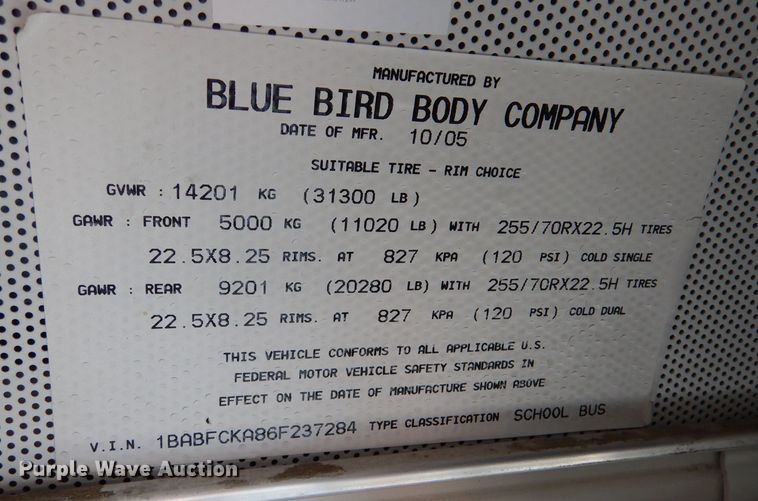 MANUFACTURED BY
BLUE BIRD BODY COMPANY
DATE OF MFR. 10/05
SUITABLE TIRE - RIM CHOICE
GVWR : 14201 KG (31300 LB)
GAWR : FRONT 5000 KG (11020 LB) WITH 255/70RX22.5H TIRES
22.5X8.25 RIMS. AT 827 KPA (120 PSI) COLD SINGLE
GAWR : REAR 9201 KG (20280 LB) WITH 255/70RX22.5H TIRES
22.5X8.25 RIMS. AT 827 KPA (120 PSI) COLD DUAL
THIS VEHICLE CONFORMS TO ALL APPLICABLE U.S.
FEDERAL MOTOR VEHICLE SAFETY STANDARDS IN
EFFECT ON THE DATE OF MANUFACTURE SHOWN ABOVE
V.I.N. 1BABFCKA86F237284 TYPE CLASSIFICATION SCHOOL BUS
Purple Wave Auction